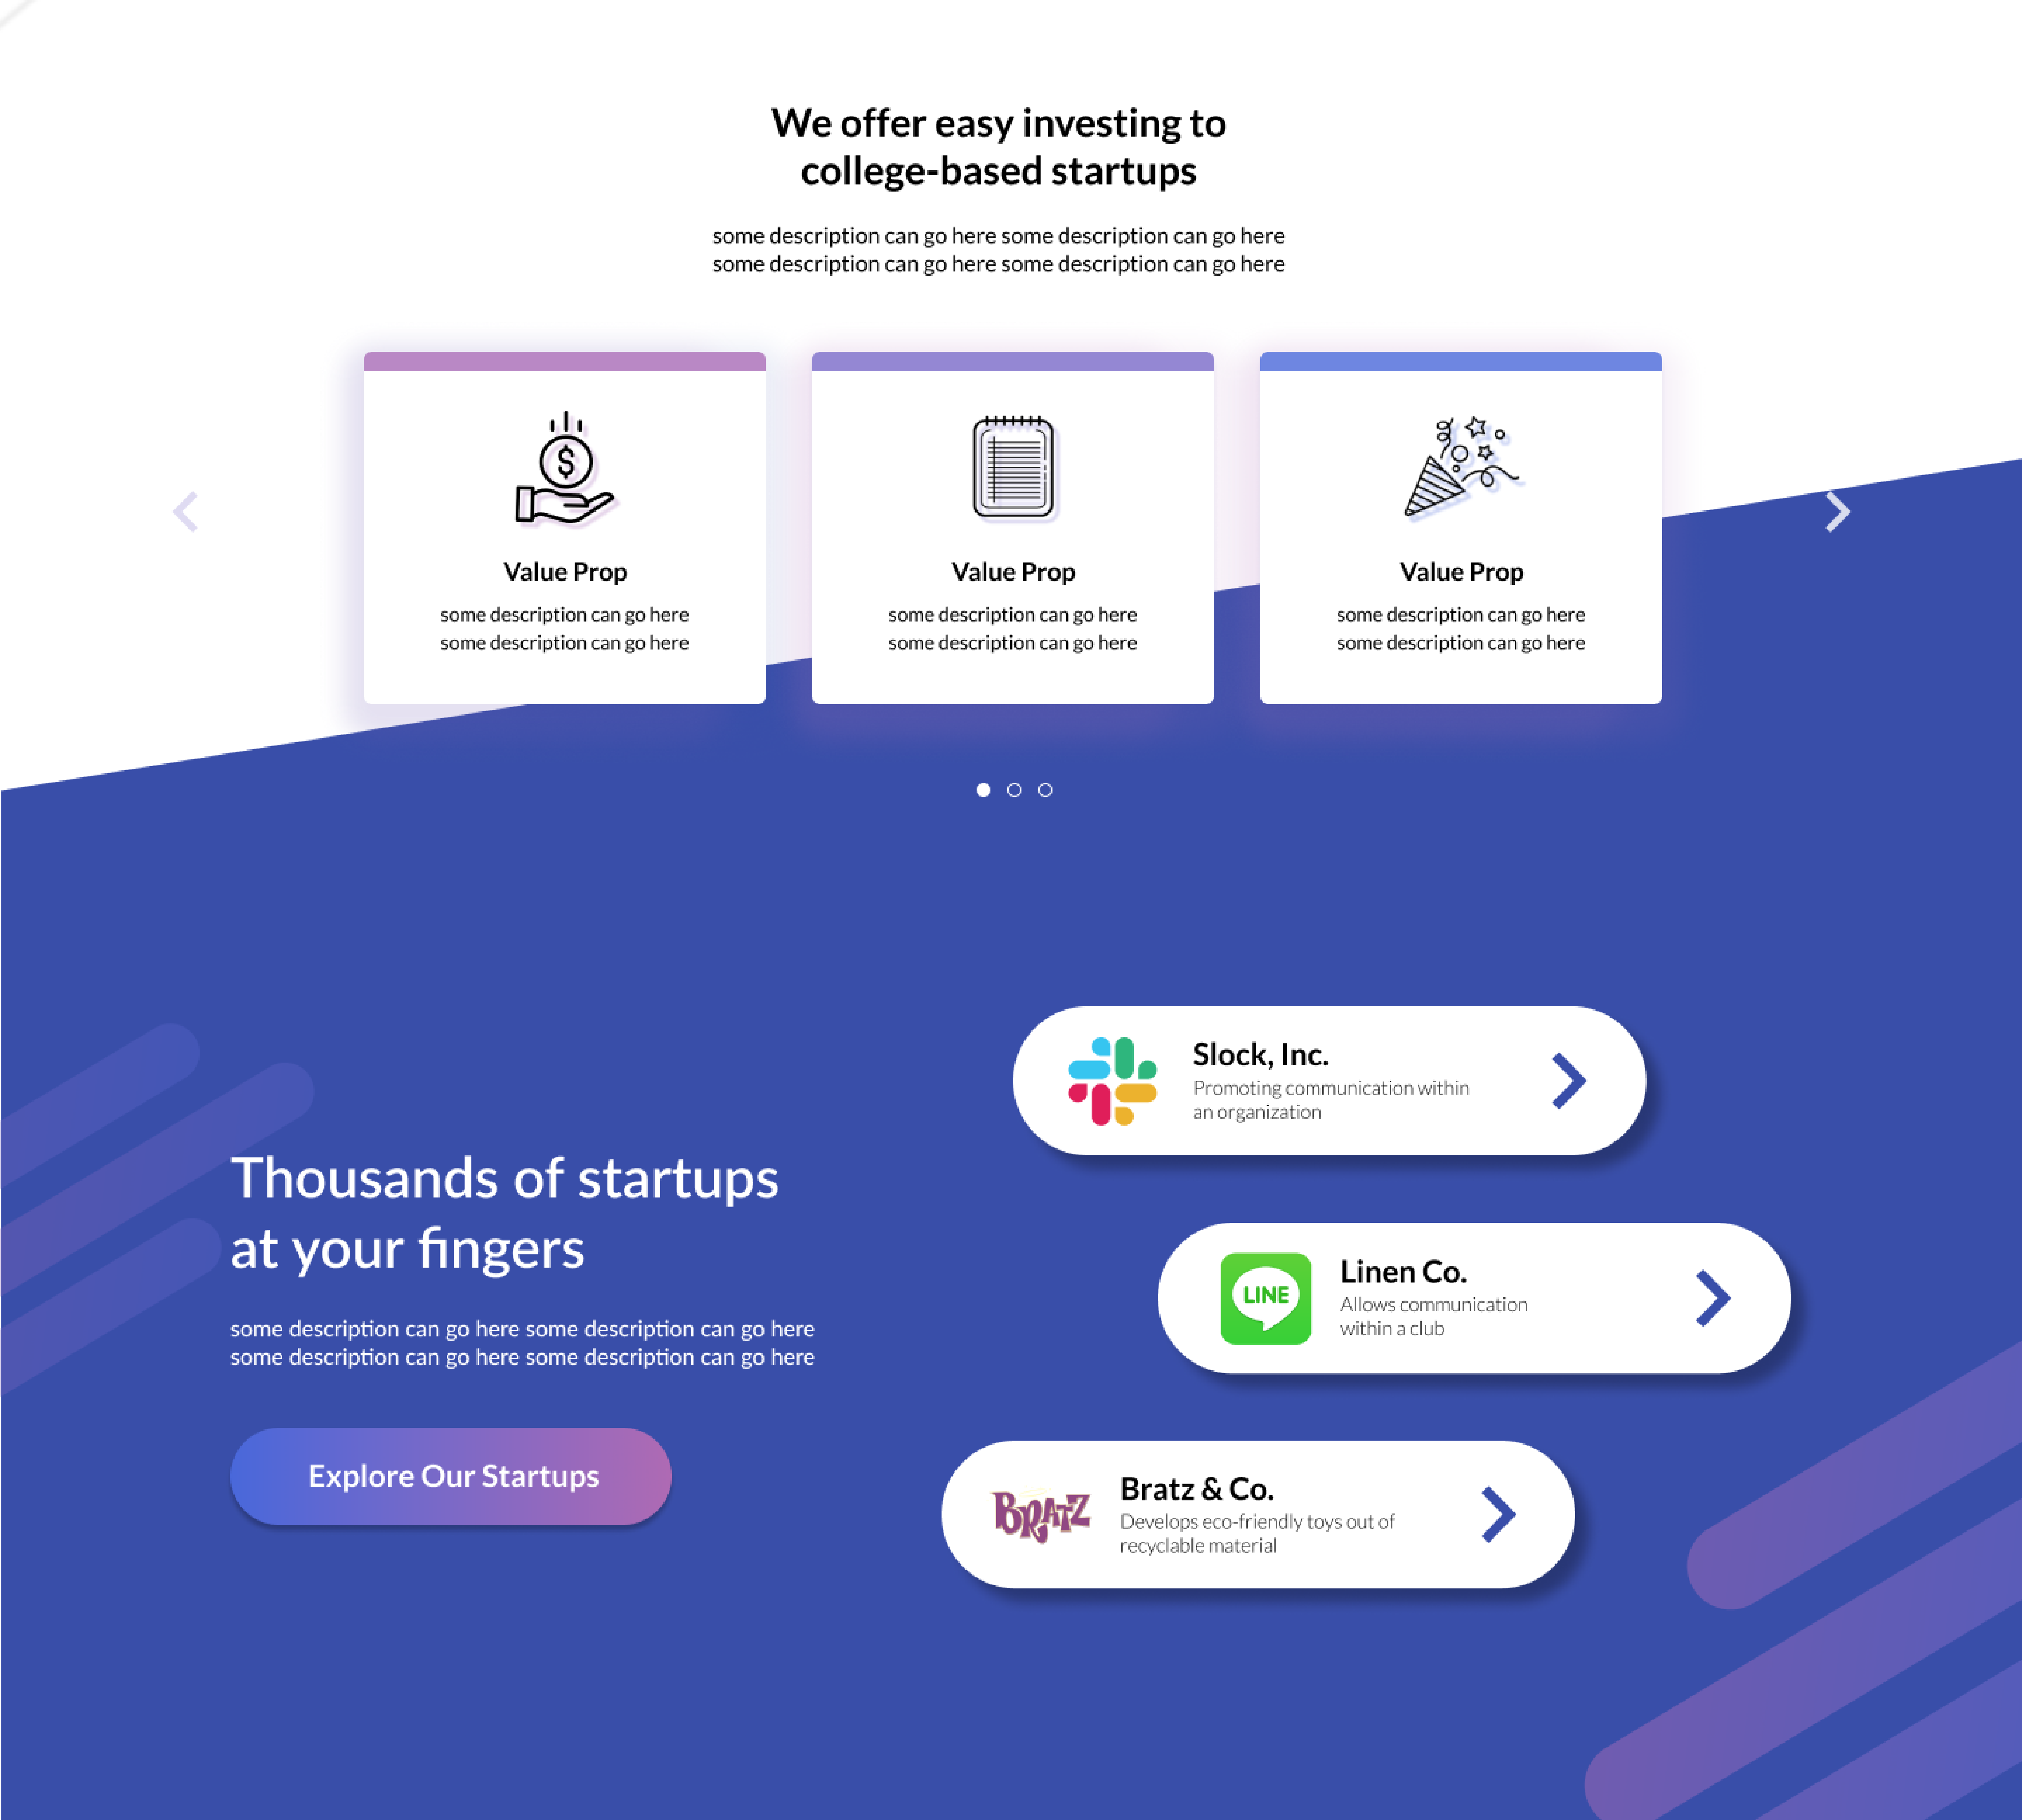 We offer easy investing to
college-based startups
some description can go here some description can go here
some description can go here some description can go here
$
Value Prop
some description can go here
some description can go here
Value Prop
some description can go here
some description can go here
Value Prop
some description can go here
some description can go here
Thousands of startups
at your fingers
some description can go here some description can go here
some description can go here some description can go here
Explore Our Startups
Slock, Inc.
Promoting communication within
an organization
LINE
Linen Co.
Allows communication
within a club
BRATZ
Bratz & Co.
Develops eco-friendly toys out of
recyclable material